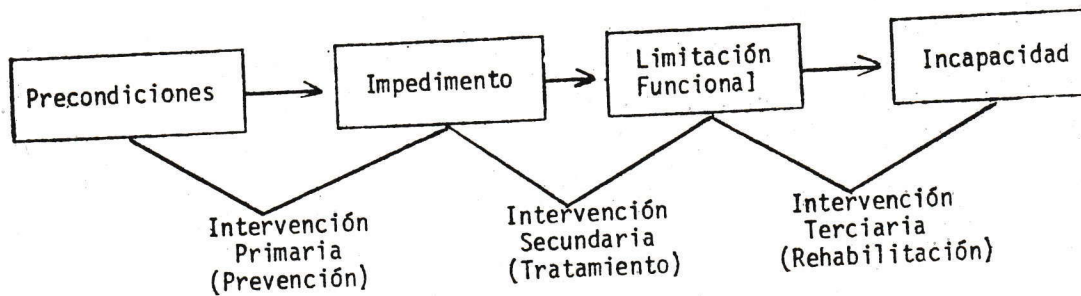 Precondiciones
Impedimento
Limitación
Funcional
Incapacidad
Intervención
Primaria
(Prevención)
Intervención
Secundaria
(Tratamiento)
Intervención
Terciaria
(Rehabilitación)